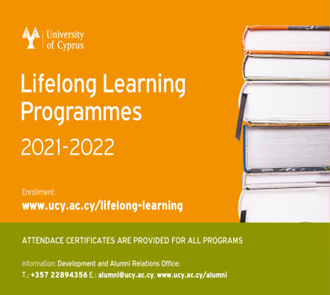 University
of Cyprus
Lifelong Learning
Programmes
2021-2022
Enrollment:
www.ucy.ac.cy/lifelong-learning
ATTENDACE CERTIFICATES ARE PROVIDED FOR ALL PROGRAMS
Information: Development and Alumni Relations Office:
T.: +357 22894356 E.: alumni@ucy.ac.cy, www.ucy.ac.cy/alumni